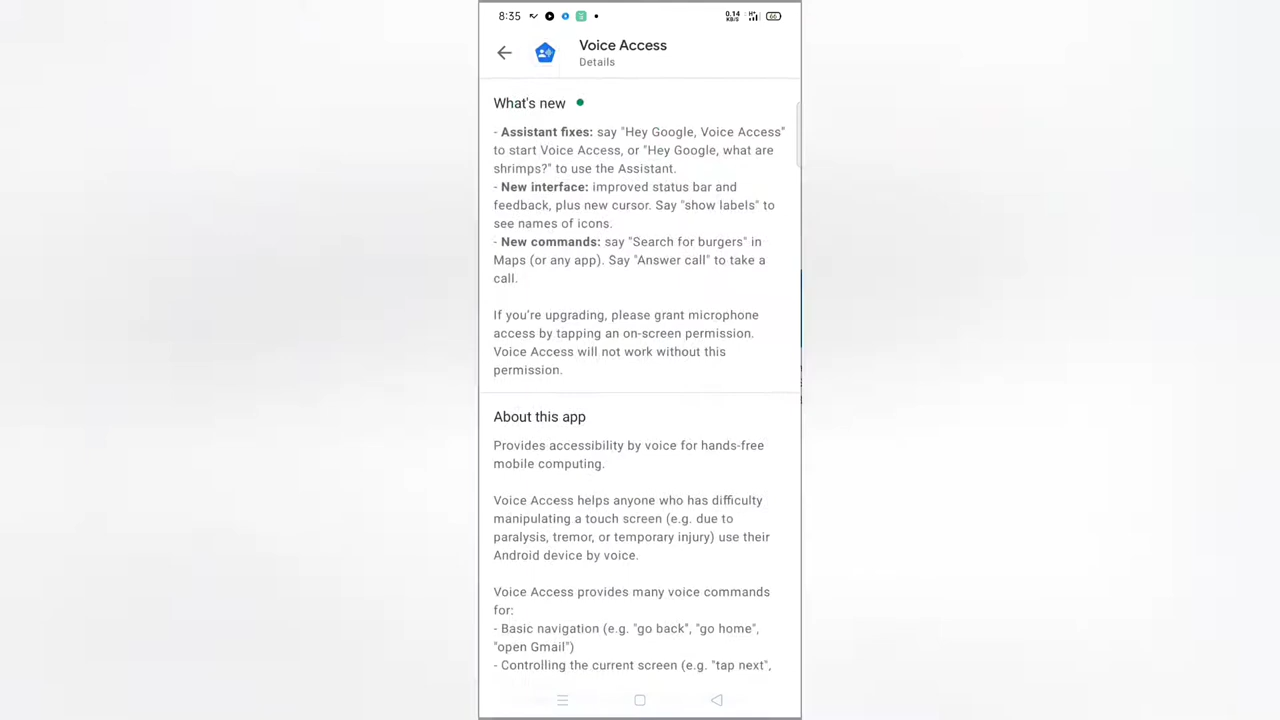 8:35
0.14
KB/S
66
Voice Access
Details
What's new
- Assistant fixes: say "Hey Google, Voice Access"
to start Voice Access, or "Hey Google, what are
shrimps?" to use the Assistant.
- New interface: improved status bar and
feedback, plus new cursor. Say "show labels" to
see names of icons.
- New commands: say "Search for burgers" in
Maps (or any app). Say "Answer call" to take a
call.
If you're upgrading, please grant microphone
access by tapping an on-screen permission.
Voice Access will not work without this
permission.
About this app
Provides accessibility by voice for hands-free
mobile computing.
Voice Access helps anyone who has difficulty
manipulating a touch screen (e.g. due to
paralysis, tremor, or temporary injury) use their
Android device by voice.
Voice Access provides many voice commands
for:
- Basic navigation (e.g. "go back", "go home",
"open Gmail")
- Controlling the current screen (e.g. "tap next",